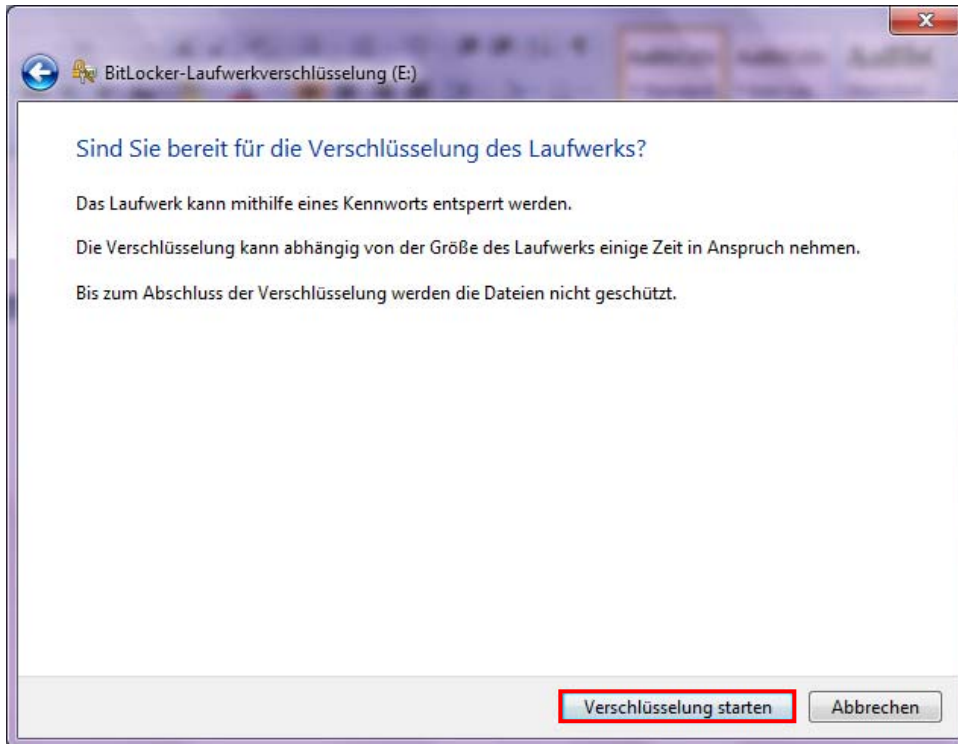 BitLocker-Laufwerkverschlüsselung (E:)
Sind Sie bereit für die Verschlüsselung des Laufwerks?
Das Laufwerk kann mithilfe eines Kennworts entsperrt werden.
Die Verschlüsselung kann abhängig von der Größe des Laufwerks einige Zeit in Anspruch nehmen.
Bis zum Abschluss der Verschlüsselung werden die Dateien nicht geschützt.
Verschlüsselung starten Abbrechen